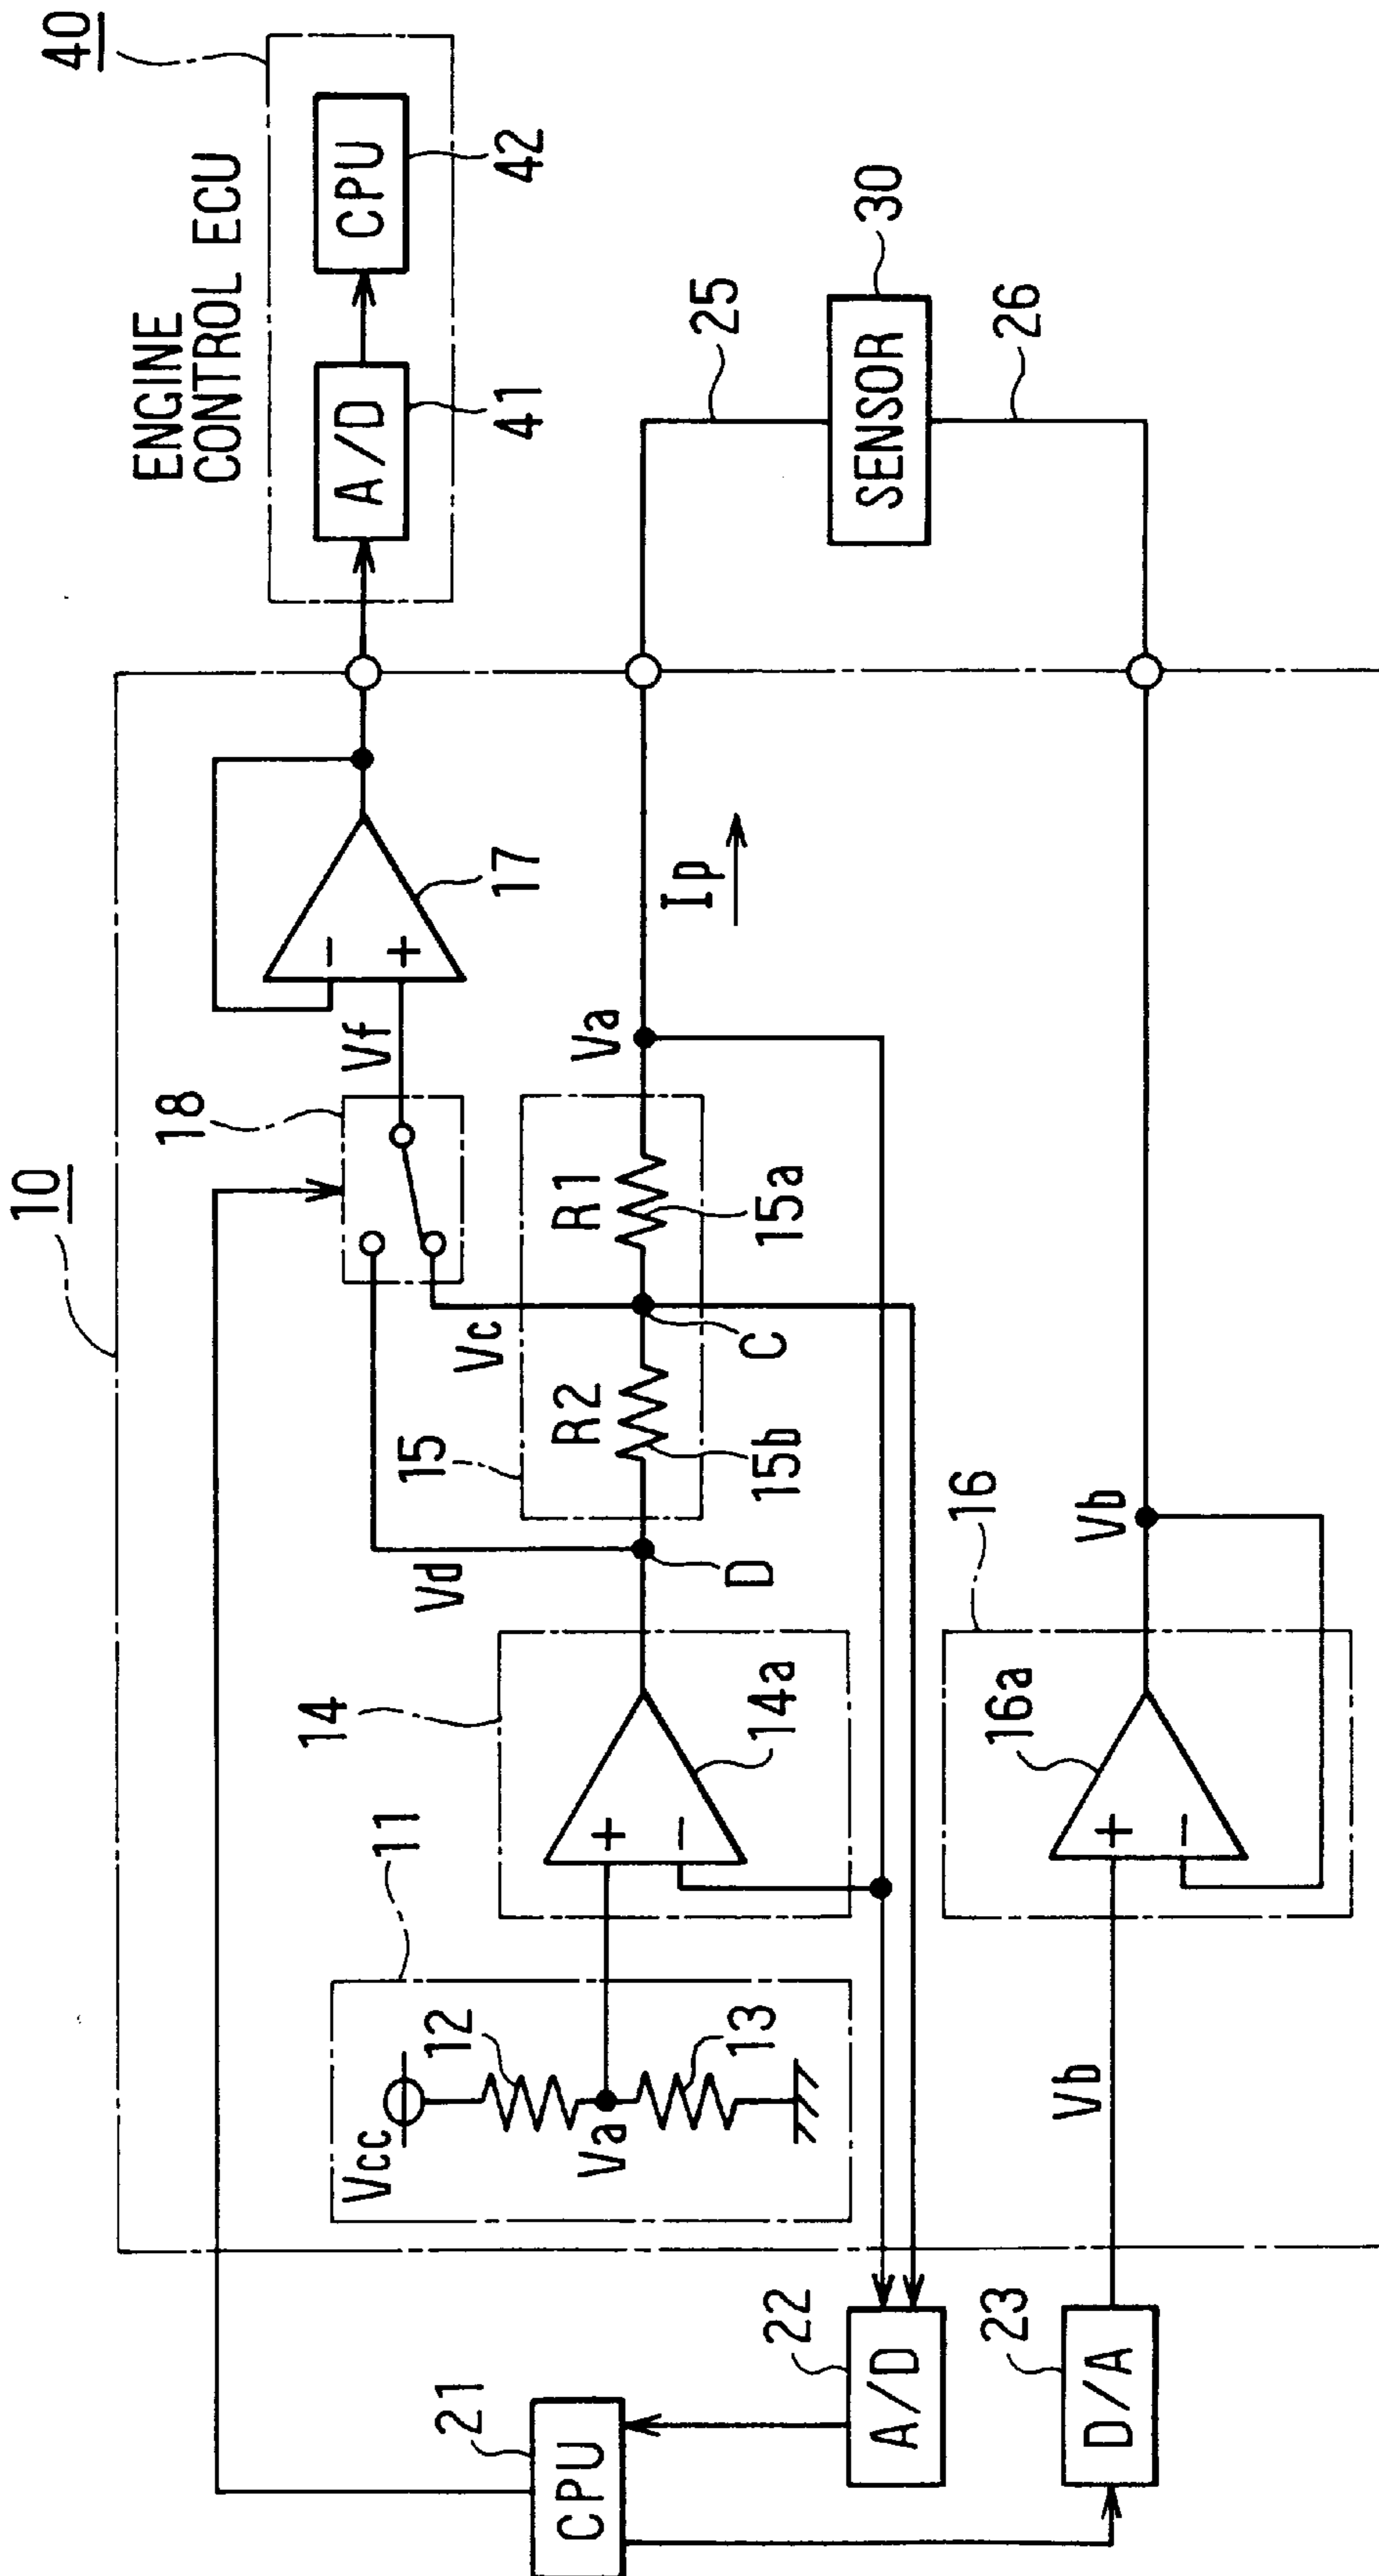 10
40
ENGINE
CONTROL ECU
A/D
CPU
41
42
18
Vf
-
+
17
Vd
Vc
15
R2
R1
Va
Ip
15b
15a
D
C
25
SENSOR
30
26
11
Vcc
12
Va
13
14
+
-
14a
21
CPU
22
A/D
23
D/A
Vb
16
+
-
16a
Vb